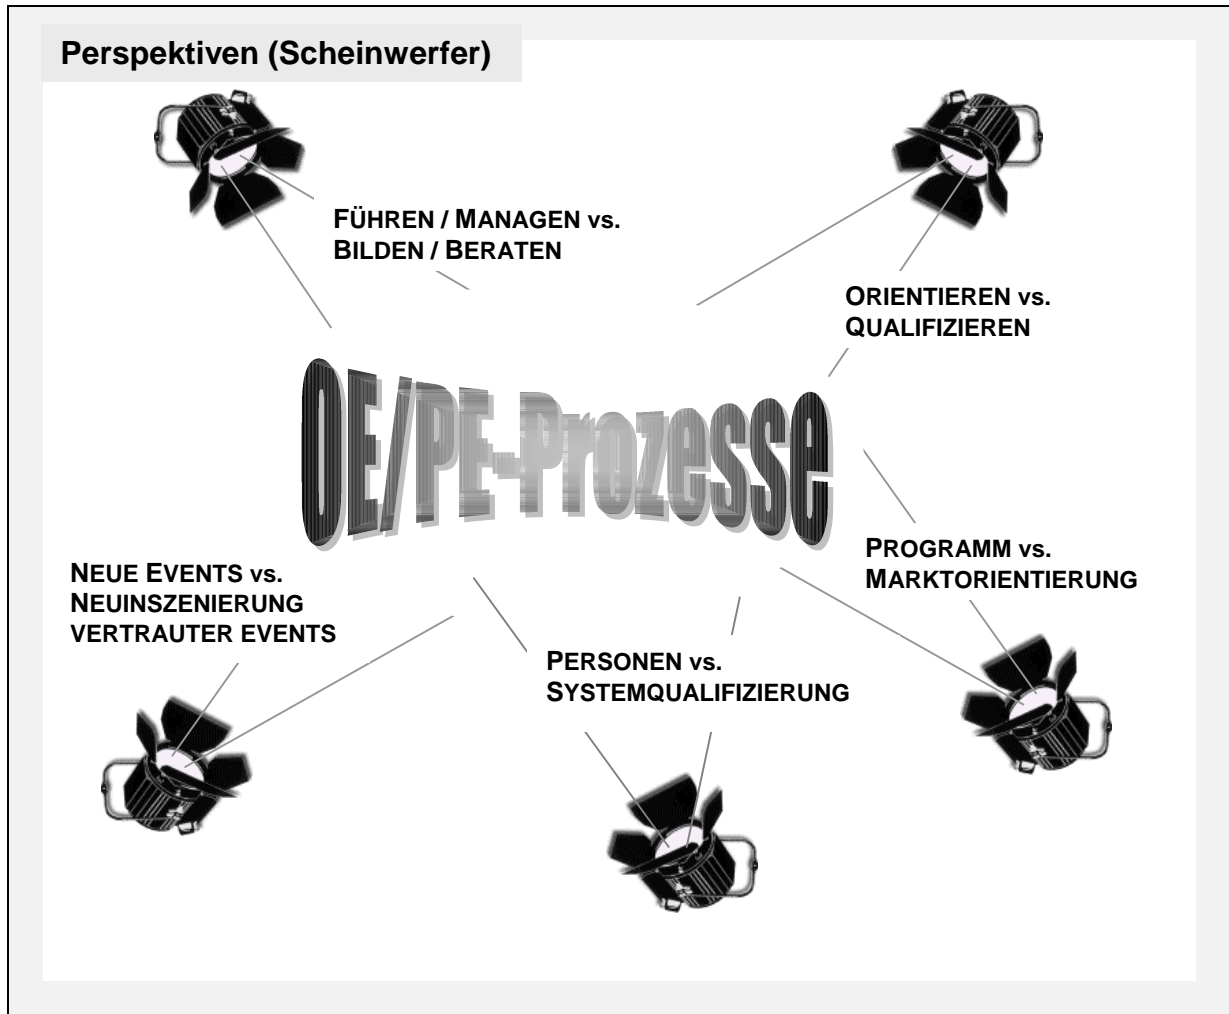 Perspektiven (Scheinwerfer)
FÜHREN / MANAGEN vs.
BILDEN / BERATEN
ORIENTIEREN vs.
QUALIFIZIEREN
OE/PE-Prozesse
PROGRAMM vs.
MARKTORIENTIERUNG
NEUE EVENTS vs.
NEUINSZENIERUNG
VERTRAUTER EVENTS
PERSONEN vs.
SYSTEMQUALIFIZIERUNG